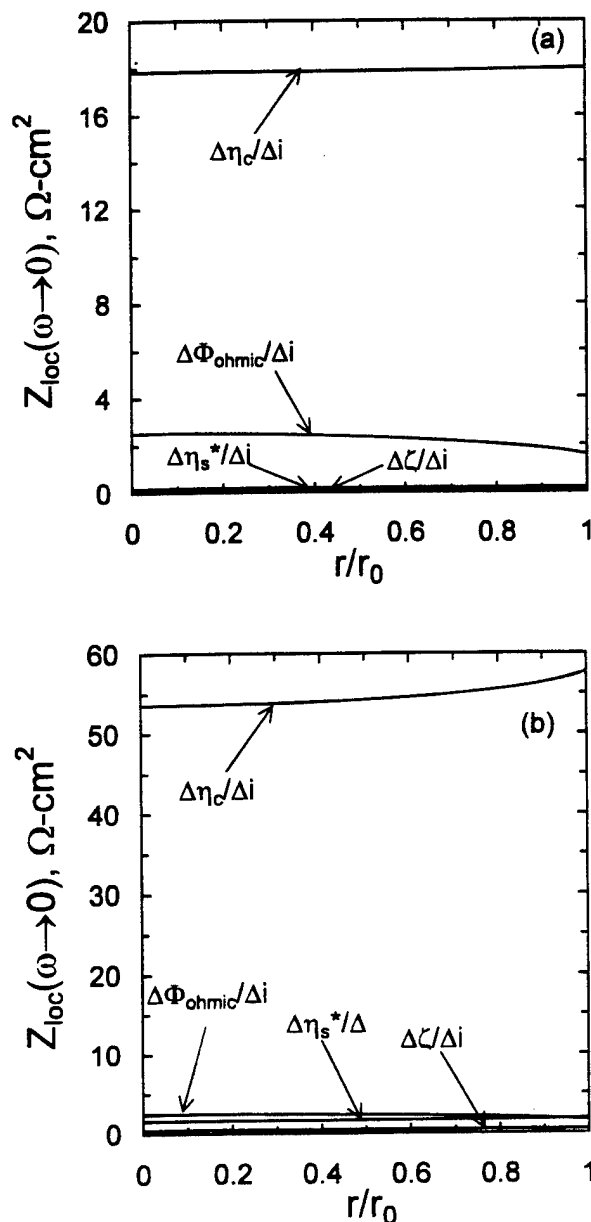 20
(a)
16
Δηc/Δi
12
Zloc(ω→0), Ω-cm²
8
ΔΦohmic/Δi
4
Δηs*/Δi
Δζ/Δi
0
0 0.2 0.4 0.6 0.8 1
r/r₀
60
50
(b)
Δηc/Δi
40
30
Zloc(ω→0), Ω-cm²
20
ΔΦohmic/Δi
Δηs*/Δ
Δζ/Δi
10
0
0 0.2 0.4 0.6 0.8 1
r/r₀